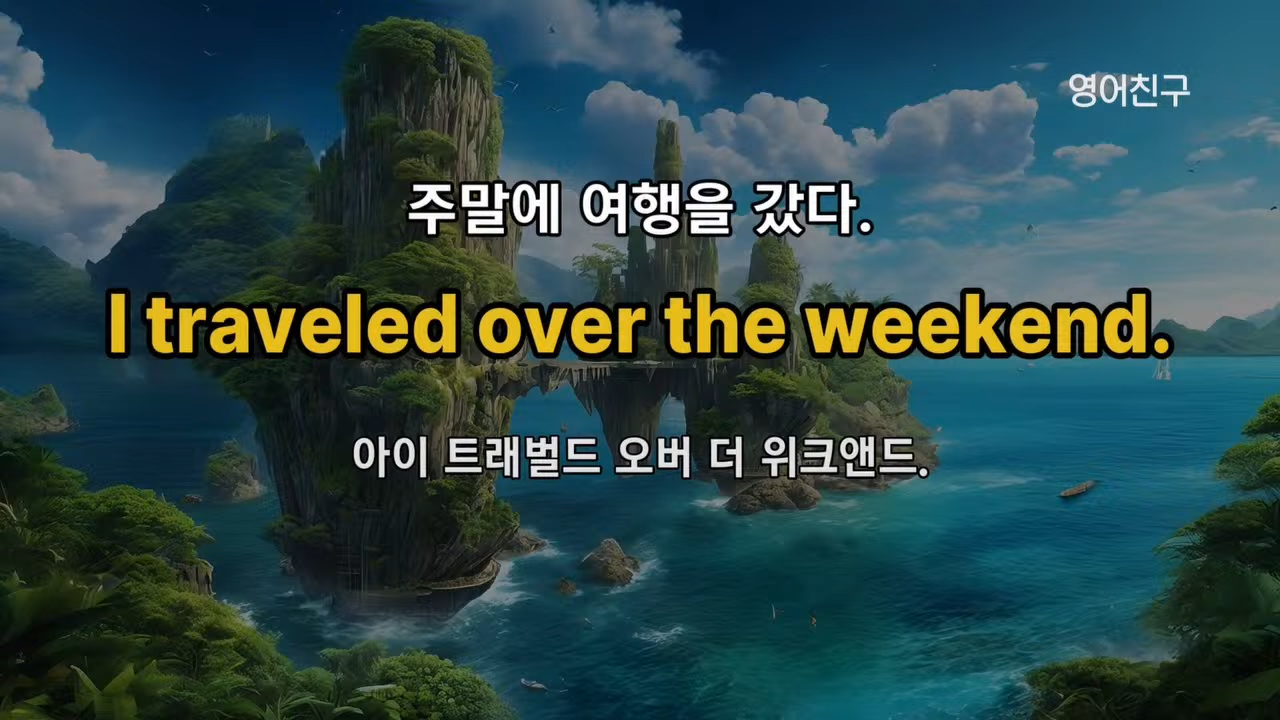 영어친구
주말에 여행을 갔다.
I traveled over the weekend.
아이 트래벌드 오버 더 위크앤드.